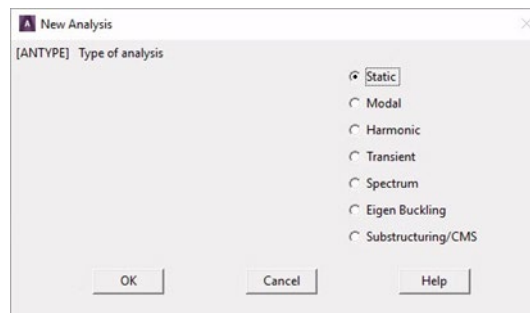 New Analysis
[ANTYPE] Type of analysis
Static
Modal
Harmonic
Transient
Spectrum
Eigen Buckling
Substructuring/CMS
OK Cancel Help